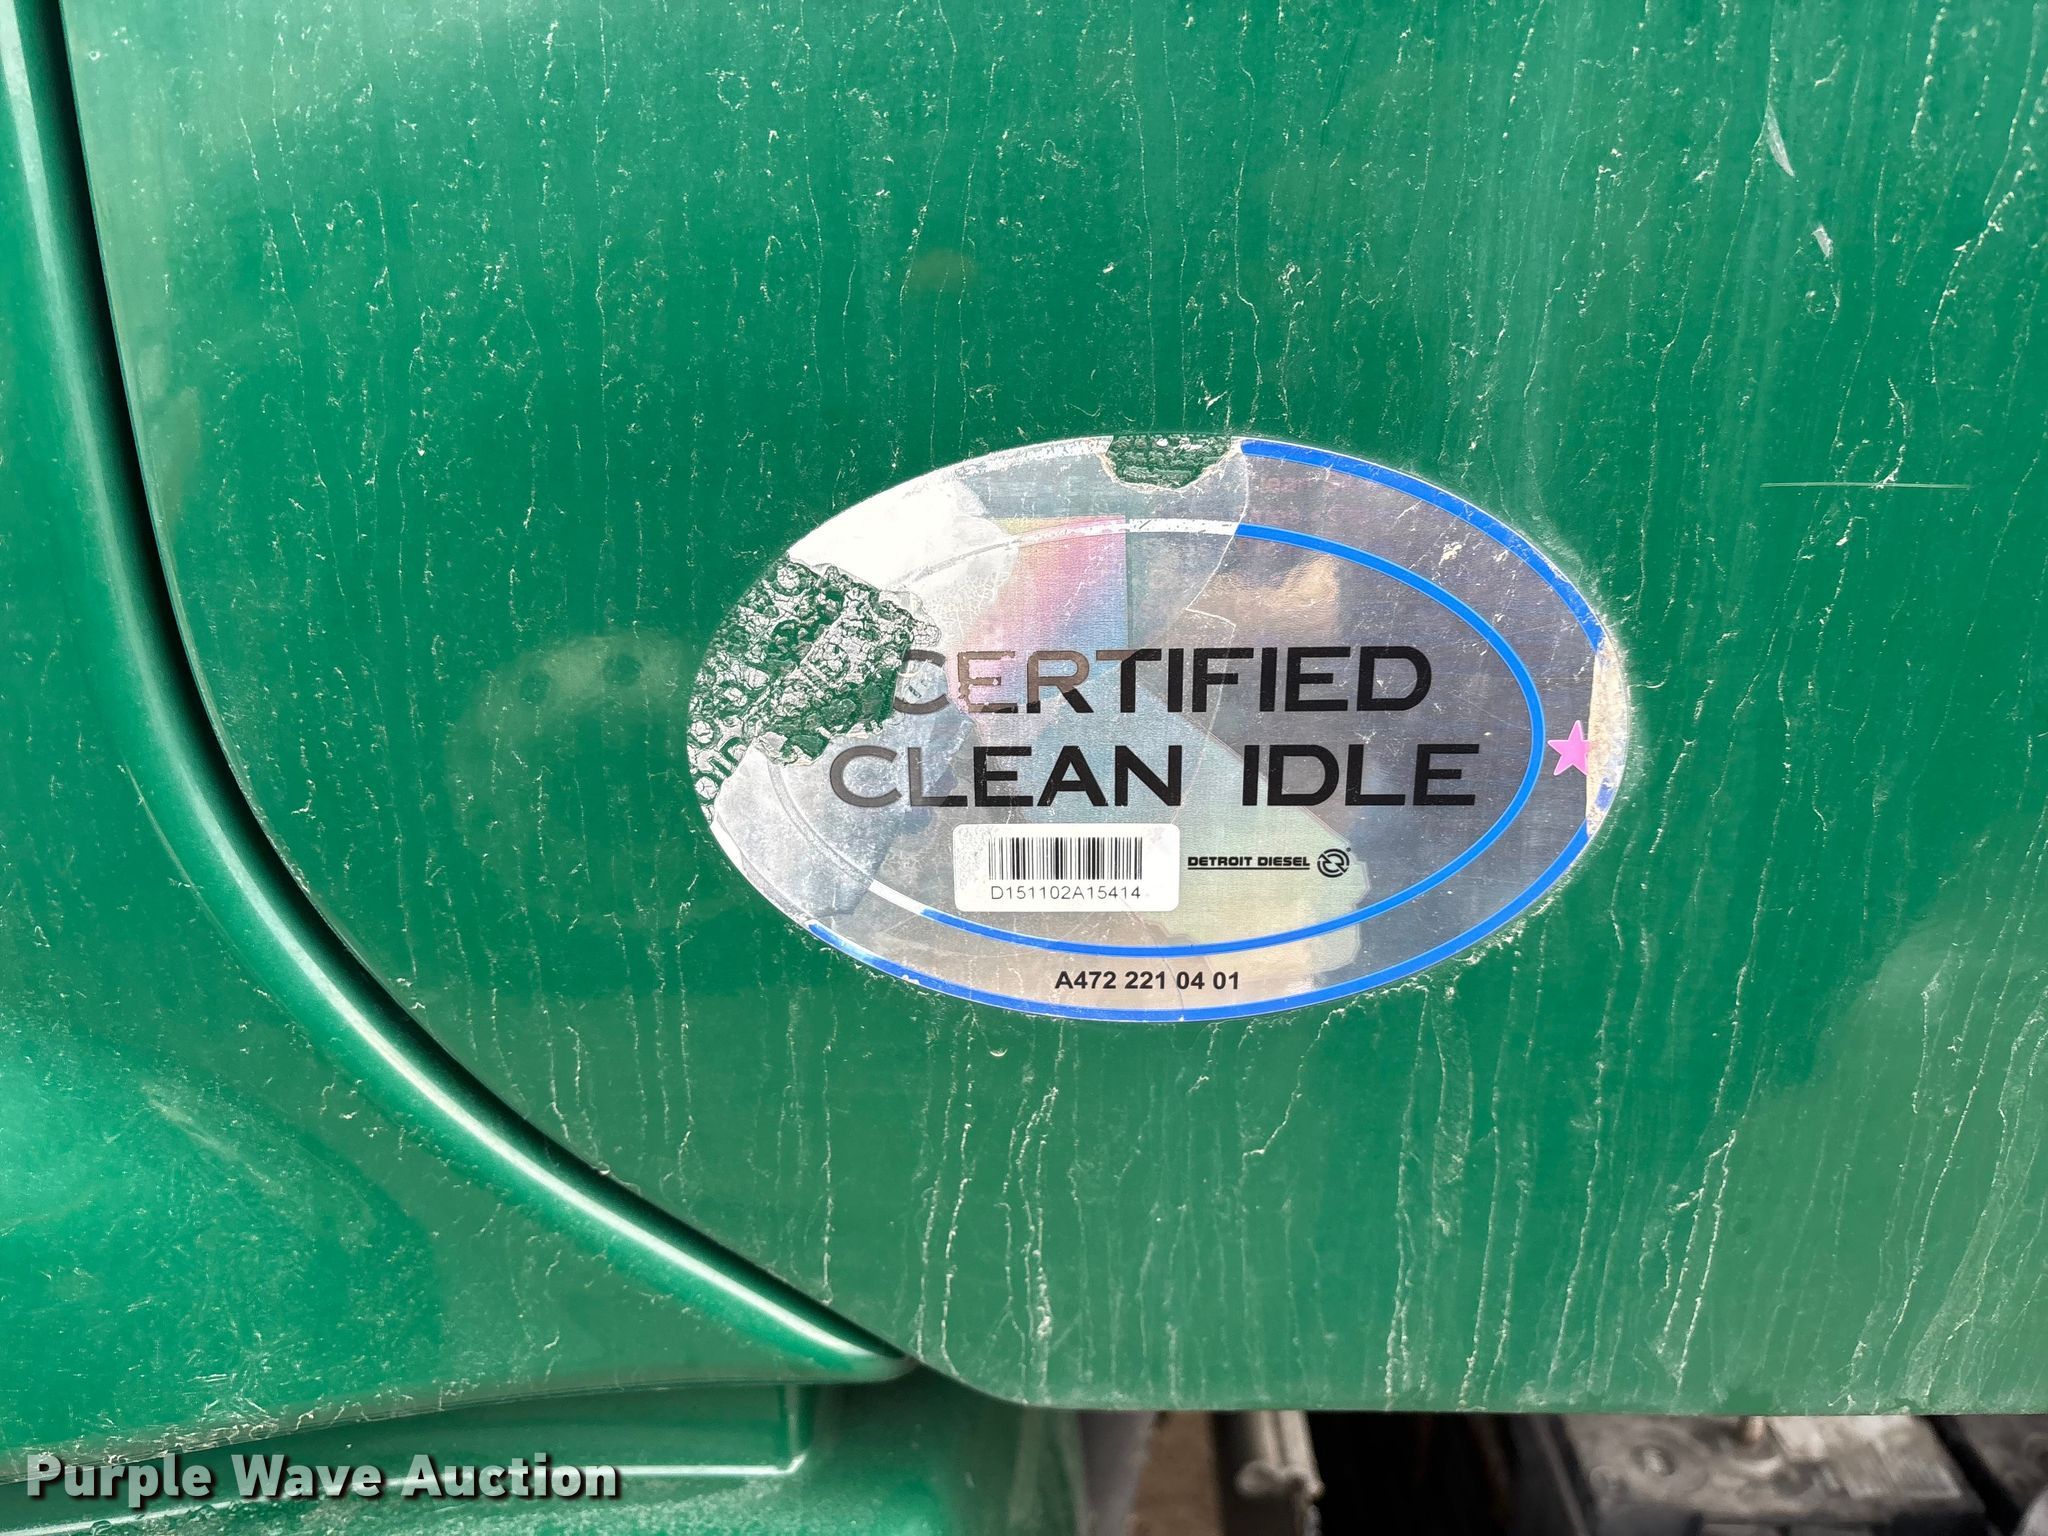 CERTIFIED
CLEAN IDLE
D151102A15414
DETROIT DIESEL
A472 221 04 01
Purple Wave Auction